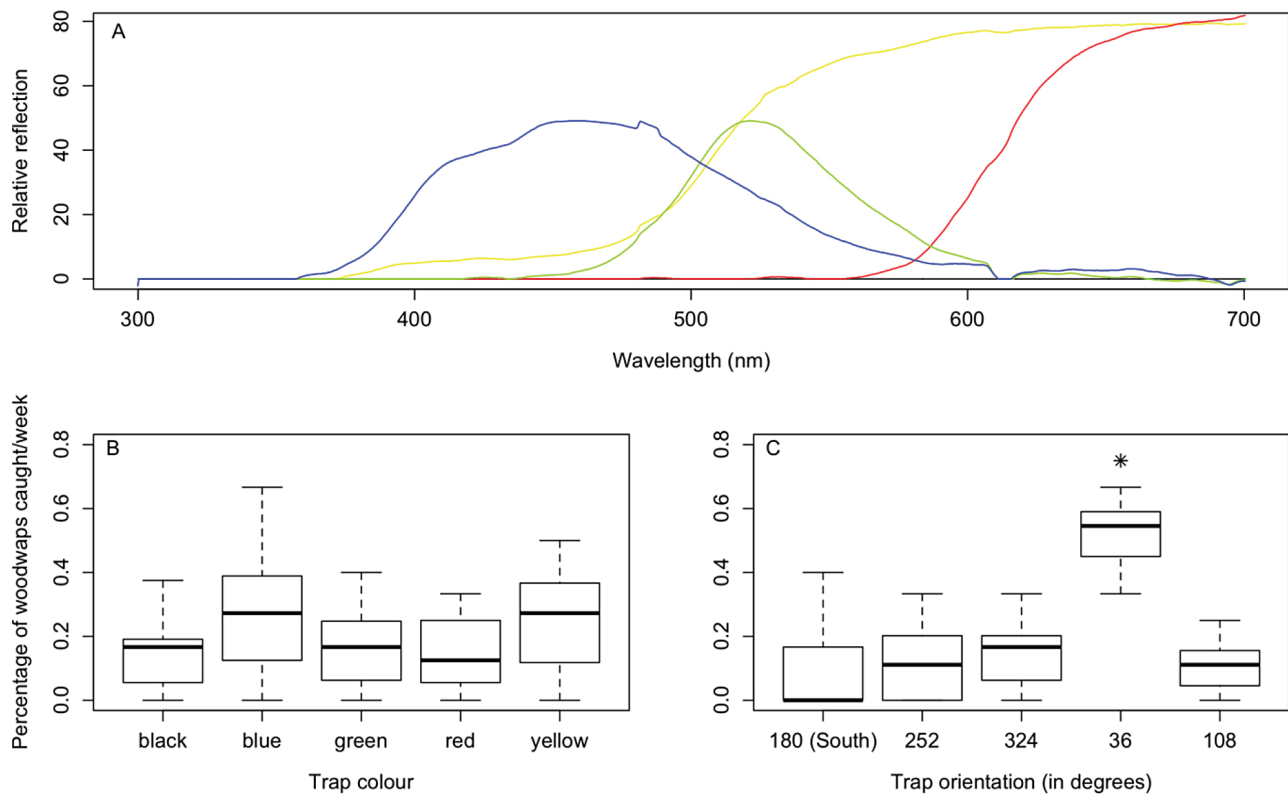 A
Relative reflection
80
60
40
20
0
300 400 500 600 700
Wavelength (nm)
Percentage of woodwaps caught/week
B
0.8
0.6
0.4
0.2
0.0
black blue green red yellow
Trap colour
C
0.8
0.6
0.4
0.2
0.0
*
180 (South) 252 324 36 108
Trap orientation (in degrees)